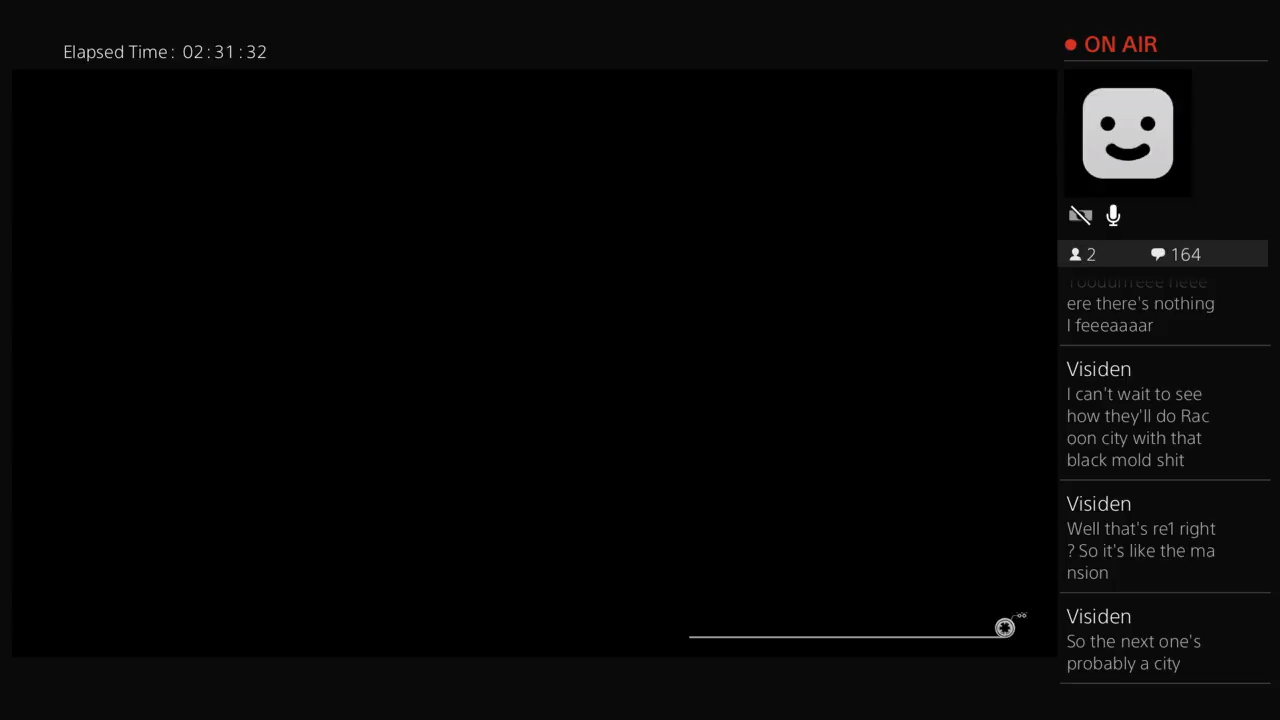 Elapsed Time: 02:31:32
ON AIR
2
164
ere there's nothing
I feeeaaaar
Visiden
I can't wait to see
how they'll do Rac
oon city with that
black mold shit
Visiden
Well that's re1 right
? So it's like the ma
nsion
Visiden
So the next one's
probably a city